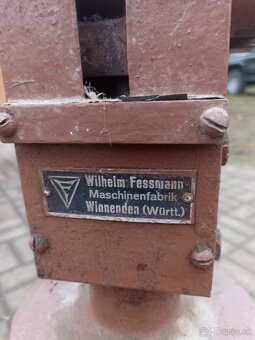 Wilhelm Fessmann
Maschinenfabrik
Winnenden (Württ.)